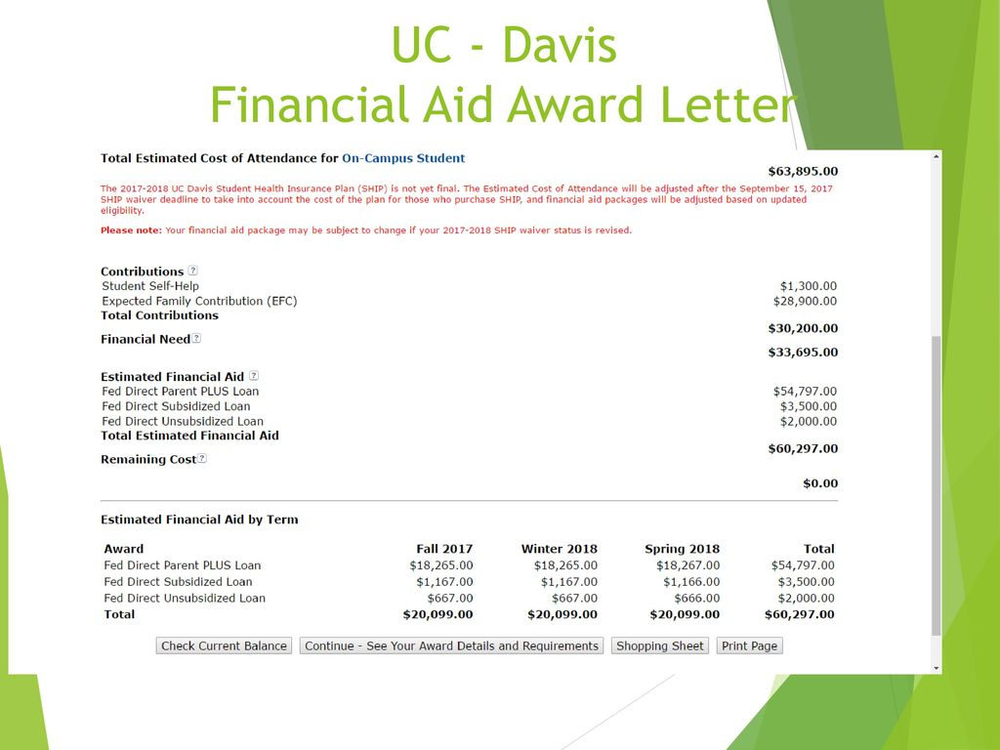 UC - Davis
Financial Aid Award Letter
Total Estimated Cost of Attendance for On-Campus Student
$63,895.00
The 2017-2018 UC Davis Student Health Insurance Plan (SHIP) is not yet final. The Estimated Cost of Attendance will be adjusted after the September 15, 2017
SHIP waiver deadline to take into account the cost of the plan for those who purchase SHIP, and financial aid packages will be adjusted based on updated
eligibility.
Please note: Your financial aid package may be subject to change if your 2017-2018 SHIP waiver status is revised.
Contributions ?
Student Self-Help $1,300.00
Expected Family Contribution (EFC) $28,900.00
Total Contributions
$30,200.00
Financial Need ?
$33,695.00
Estimated Financial Aid ?
Fed Direct Parent PLUS Loan $54,797.00
Fed Direct Subsidized Loan $3,500.00
Fed Direct Unsubsidized Loan $2,000.00
Total Estimated Financial Aid
$60,297.00
Remaining Cost ?
$0.00
Estimated Financial Aid by Term
Award Fall 2017 Winter 2018 Spring 2018 Total
Fed Direct Parent PLUS Loan $18,265.00 $18,265.00 $18,267.00 $54,797.00
Fed Direct Subsidized Loan $1,167.00 $1,167.00 $1,166.00 $3,500.00
Fed Direct Unsubsidized Loan $667.00 $667.00 $666.00 $2,000.00
Total $20,099.00 $20,099.00 $20,099.00 $60,297.00
Check Current Balance Continue - See Your Award Details and Requirements Shopping Sheet Print Page